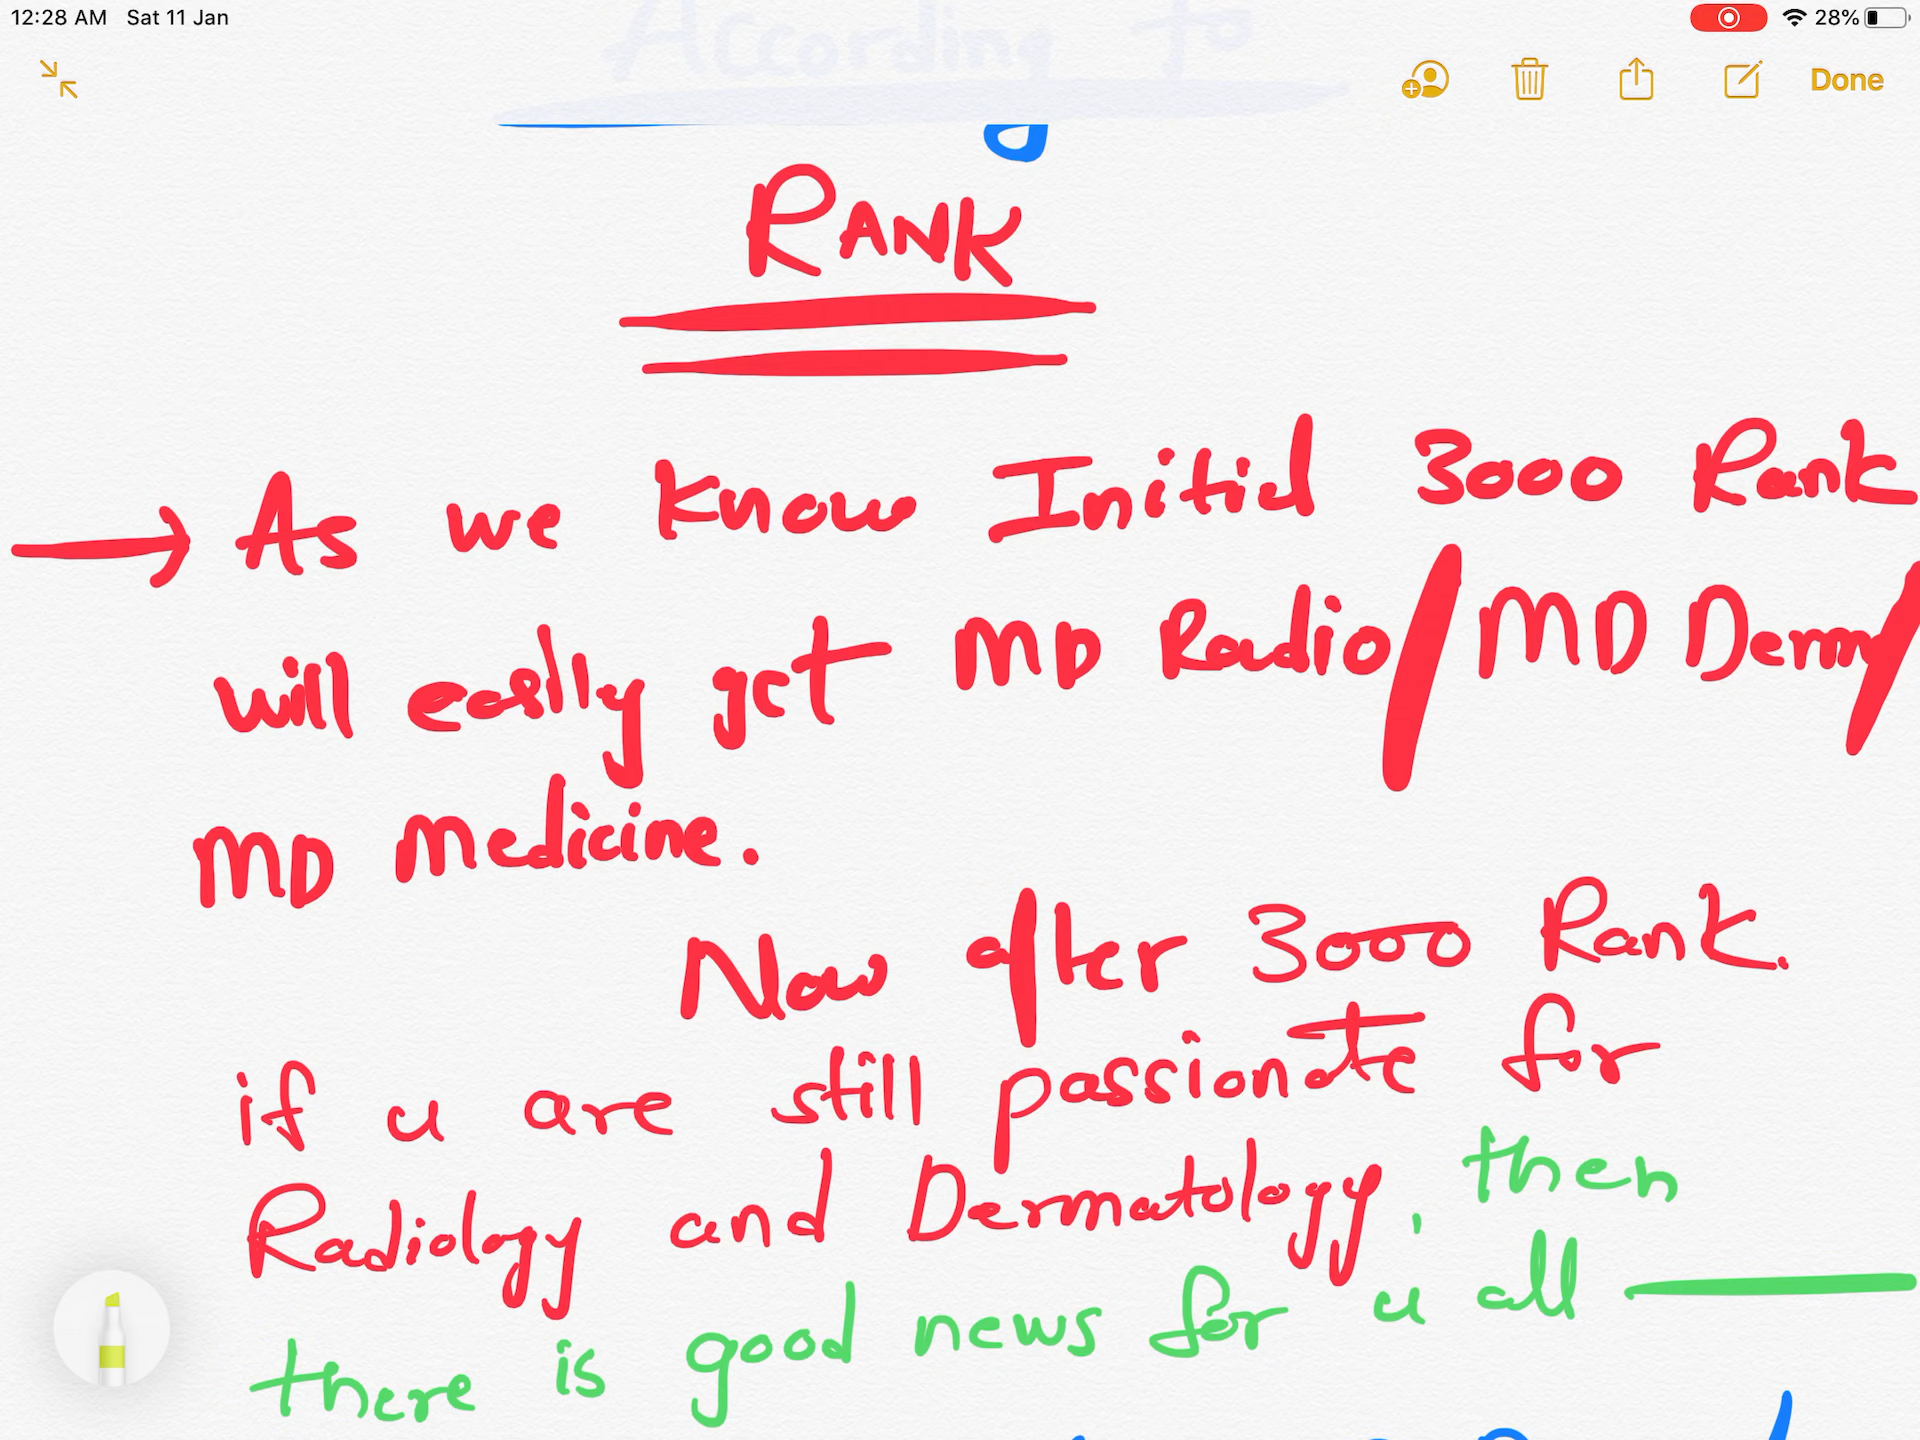 12:28 AM Sat 11 Jan 28%
According to
Done
RANK
→ As we know Initial 3000 Rank
will easily get MD Radio/MD Derm/
MD Medicine.
Now after 3000 Rank.
if u are still passionate for
Radiology and Dermatology, then
there is good news for u all —